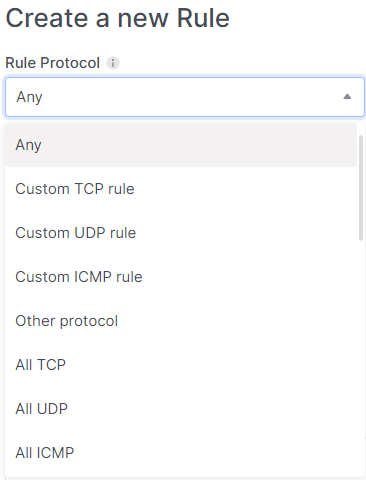 Create a new Rule
Rule Protocol
Any
Any
Custom TCP rule
Custom UDP rule
Custom ICMP rule
Other protocol
All TCP
All UDP
All ICMP